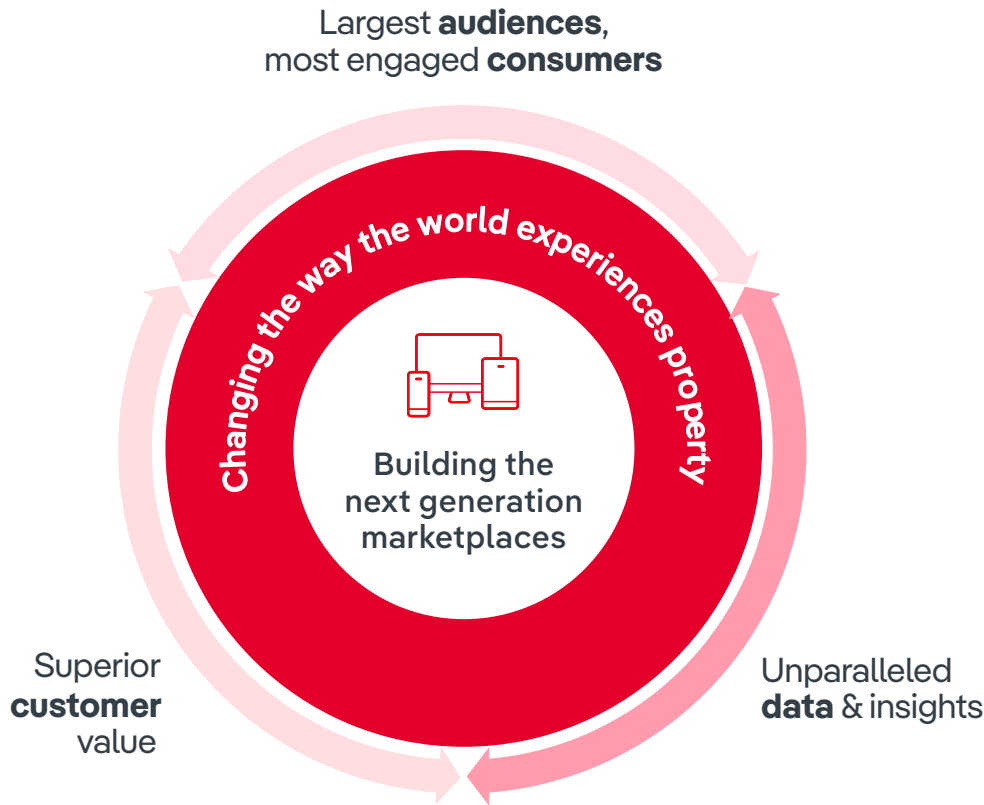 Largest audiences,
most engaged consumers
Changing the way the world experiences property
Building the
next generation
marketplaces
Superior
customer
value
Unparalleled
data & insights